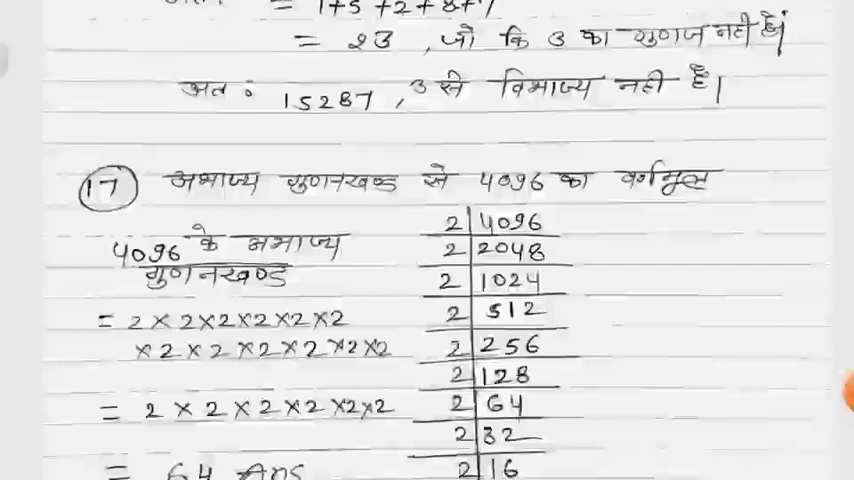 = 1+5+2+8+7
= 23 , जो कि 3 का गुणज नही है।
अत : 15287 , 3 से विभाज्य नही है।
17 अभाज्य गुणनखण्ड से 4096 का वर्गमूल
4096 के अभाज्य
गुणनखण्ड
= 2×2×2×2×2×2
×2×2×2×2×2×2
= 2×2×2×2×2×2
= 64 Ans
2 | 4096
2 | 2048
2 | 1024
2 | 512
2 | 256
2 | 128
2 | 64
2 | 32
2 | 16